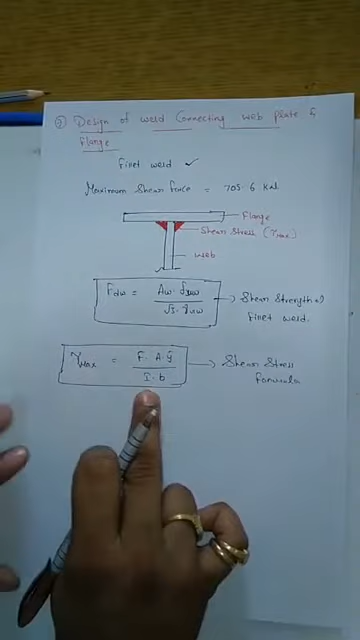 ② Design of weld Connecting web plate &
Flange
Fillet weld ✓
Maximum Shear force = 705.6 kN
Flange
Shear Stress (τMax)
web
Fdw = Aw · fuw / √3 · γmw
→ Shear Strength of
Fillet weld.
τMax = F · A · ȳ / I · b
→ Shear Stress
formula